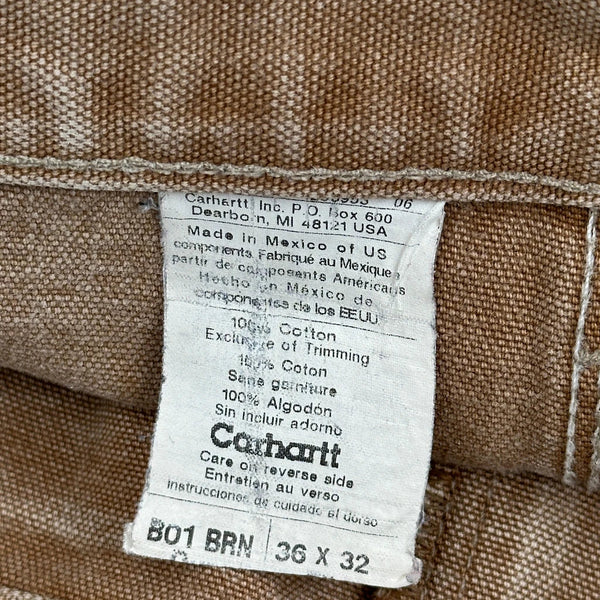 06
Carhartt Inc. P.O. Box 600
Dearborn, MI 48121 USA
Made in Mexico of US
components Fabriqué au Mexique
partir de composants Américains
Hecho en México de
componentes de los EEUU
100% Cotton
Exclusive of Trimming
100% Coton
Sans garniture
100% Algodón
Sin incluir adorno
Carhartt
Care on reverse side
Entretien au verso
instrucciones de cuidado al dorso
B01 BRN 36 X 32